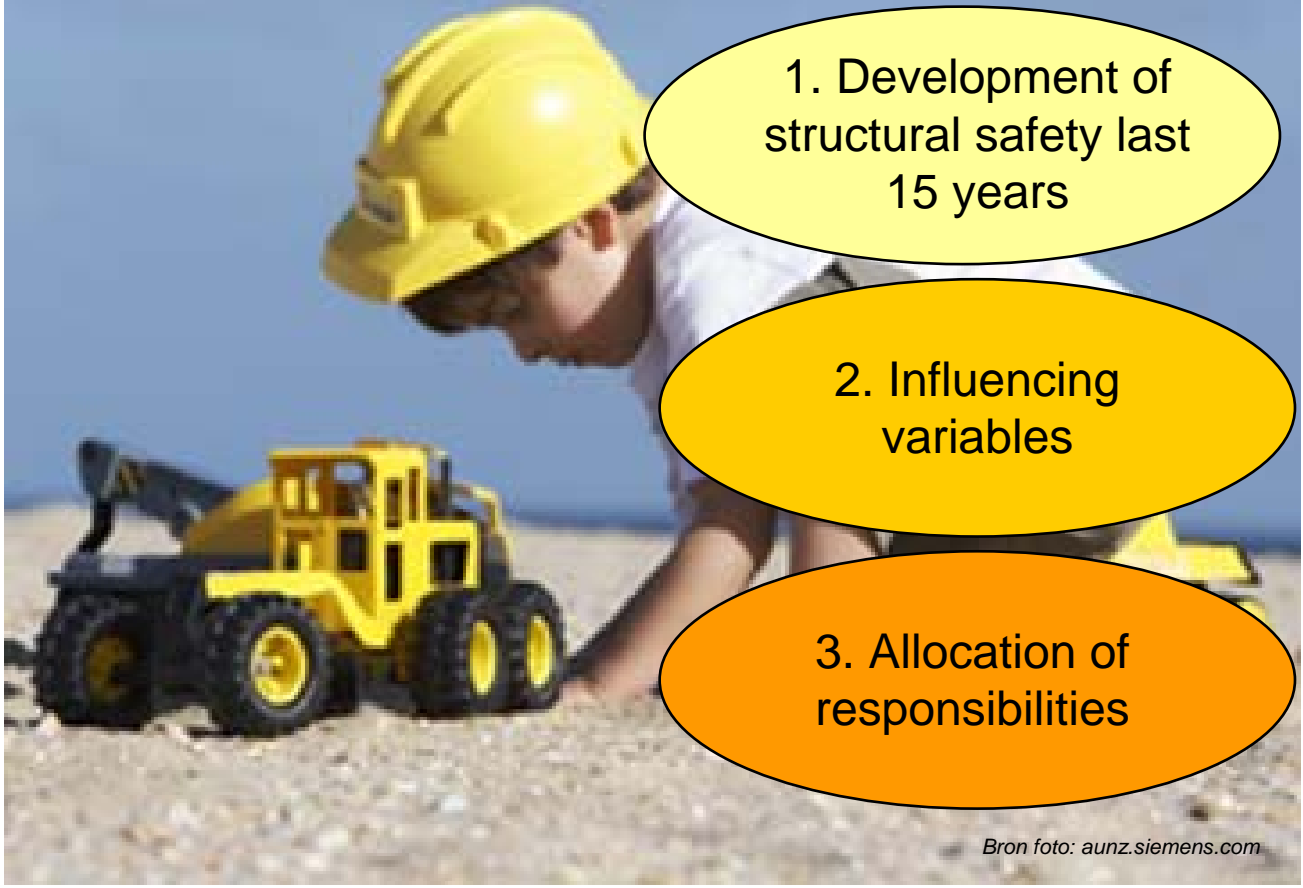 1. Development of
structural safety last
15 years
2. Influencing
variables
3. Allocation of
responsibilities
Bron foto: aunz.siemens.com